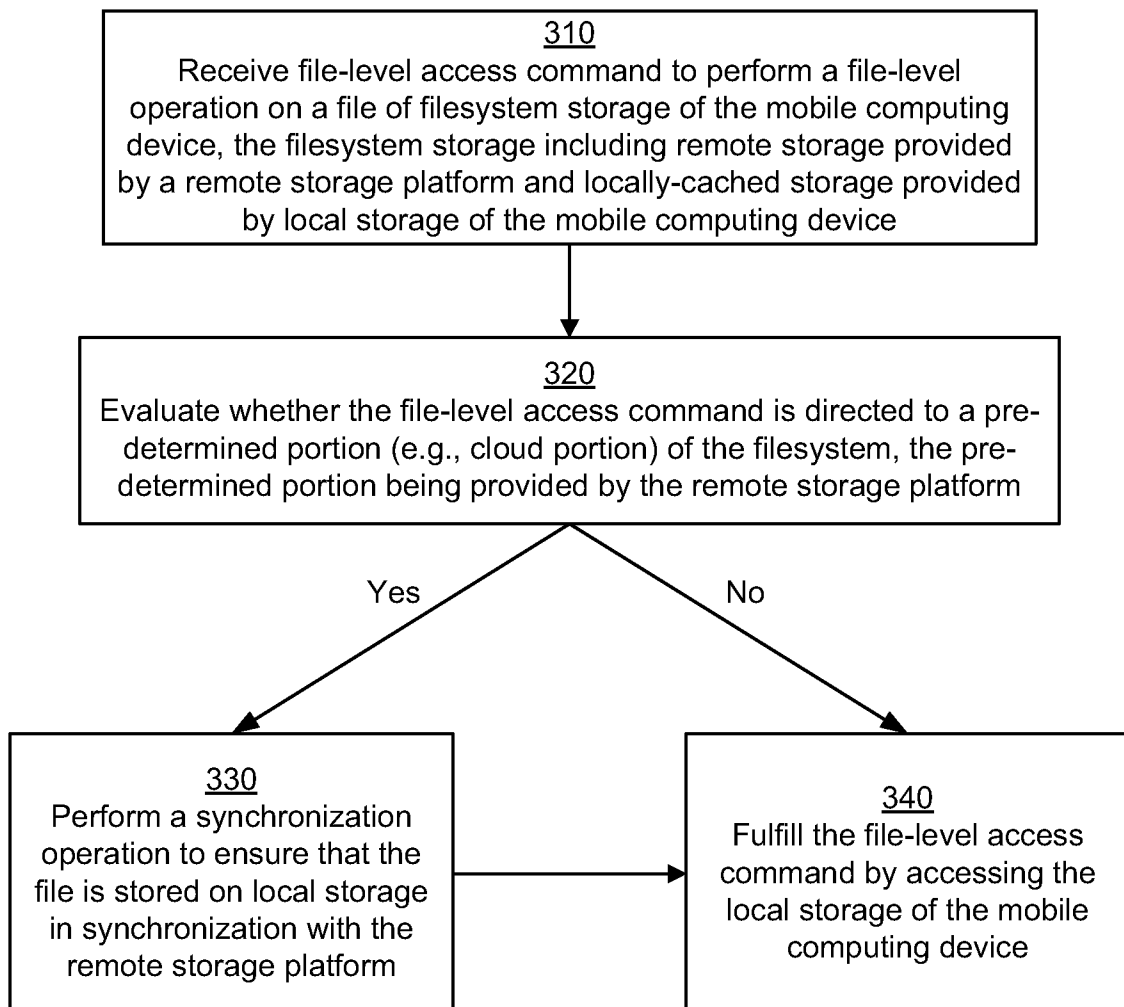 310
Receive file-level access command to perform a file-level
operation on a file of filesystem storage of the mobile computing
device, the filesystem storage including remote storage provided
by a remote storage platform and locally-cached storage provided
by local storage of the mobile computing device
320
Evaluate whether the file-level access command is directed to a pre-
determined portion (e.g., cloud portion) of the filesystem, the pre-
determined portion being provided by the remote storage platform
Yes
No
330
Perform a synchronization
operation to ensure that the
file is stored on local storage
in synchronization with the
remote storage platform
340
Fulfill the file-level access
command by accessing the
local storage of the mobile
computing device